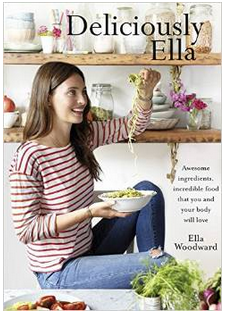 Deliciously
Ella
Awesome
ingredients,
incredible food
that you and
your body
will love
Ella
Woodward